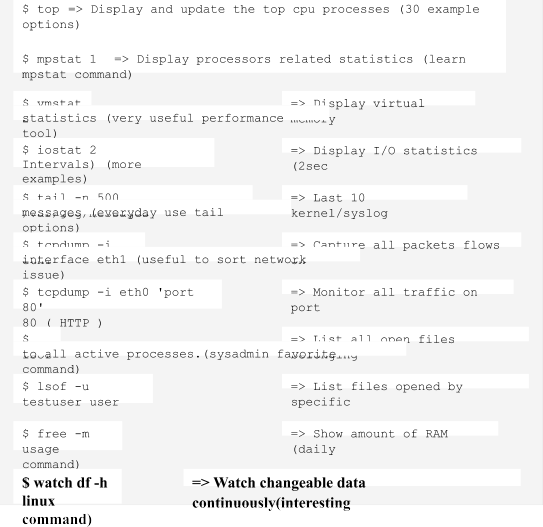 $ top => Display and update the top cpu processes (30 example
options)
$ mpstat 1 => Display processors related statistics (learn
mpstat command)
$ vmstat => Display virtual
statistics (very useful performance memory
tool)
$ iostat 2 => Display I/O statistics
Intervals) (more (2sec
examples)
$ tail -n 500 => Last 10
messages.(everyday use tail kernel/syslog
options)
$ tcpdump -i => Capture all packets flows
interface eth1 (useful to sort network
issue)
$ tcpdump -i eth0 'port => Monitor all traffic on
80' port
80 ( HTTP )
$ => List all open files
to all active processes.(sysadmin favorite
command)
$ lsof -u => List files opened by
testuser user specific
$ free -m => Show amount of RAM
usage (daily
command)
$ watch df -h => Watch changeable data
linux continuously(interesting
command)